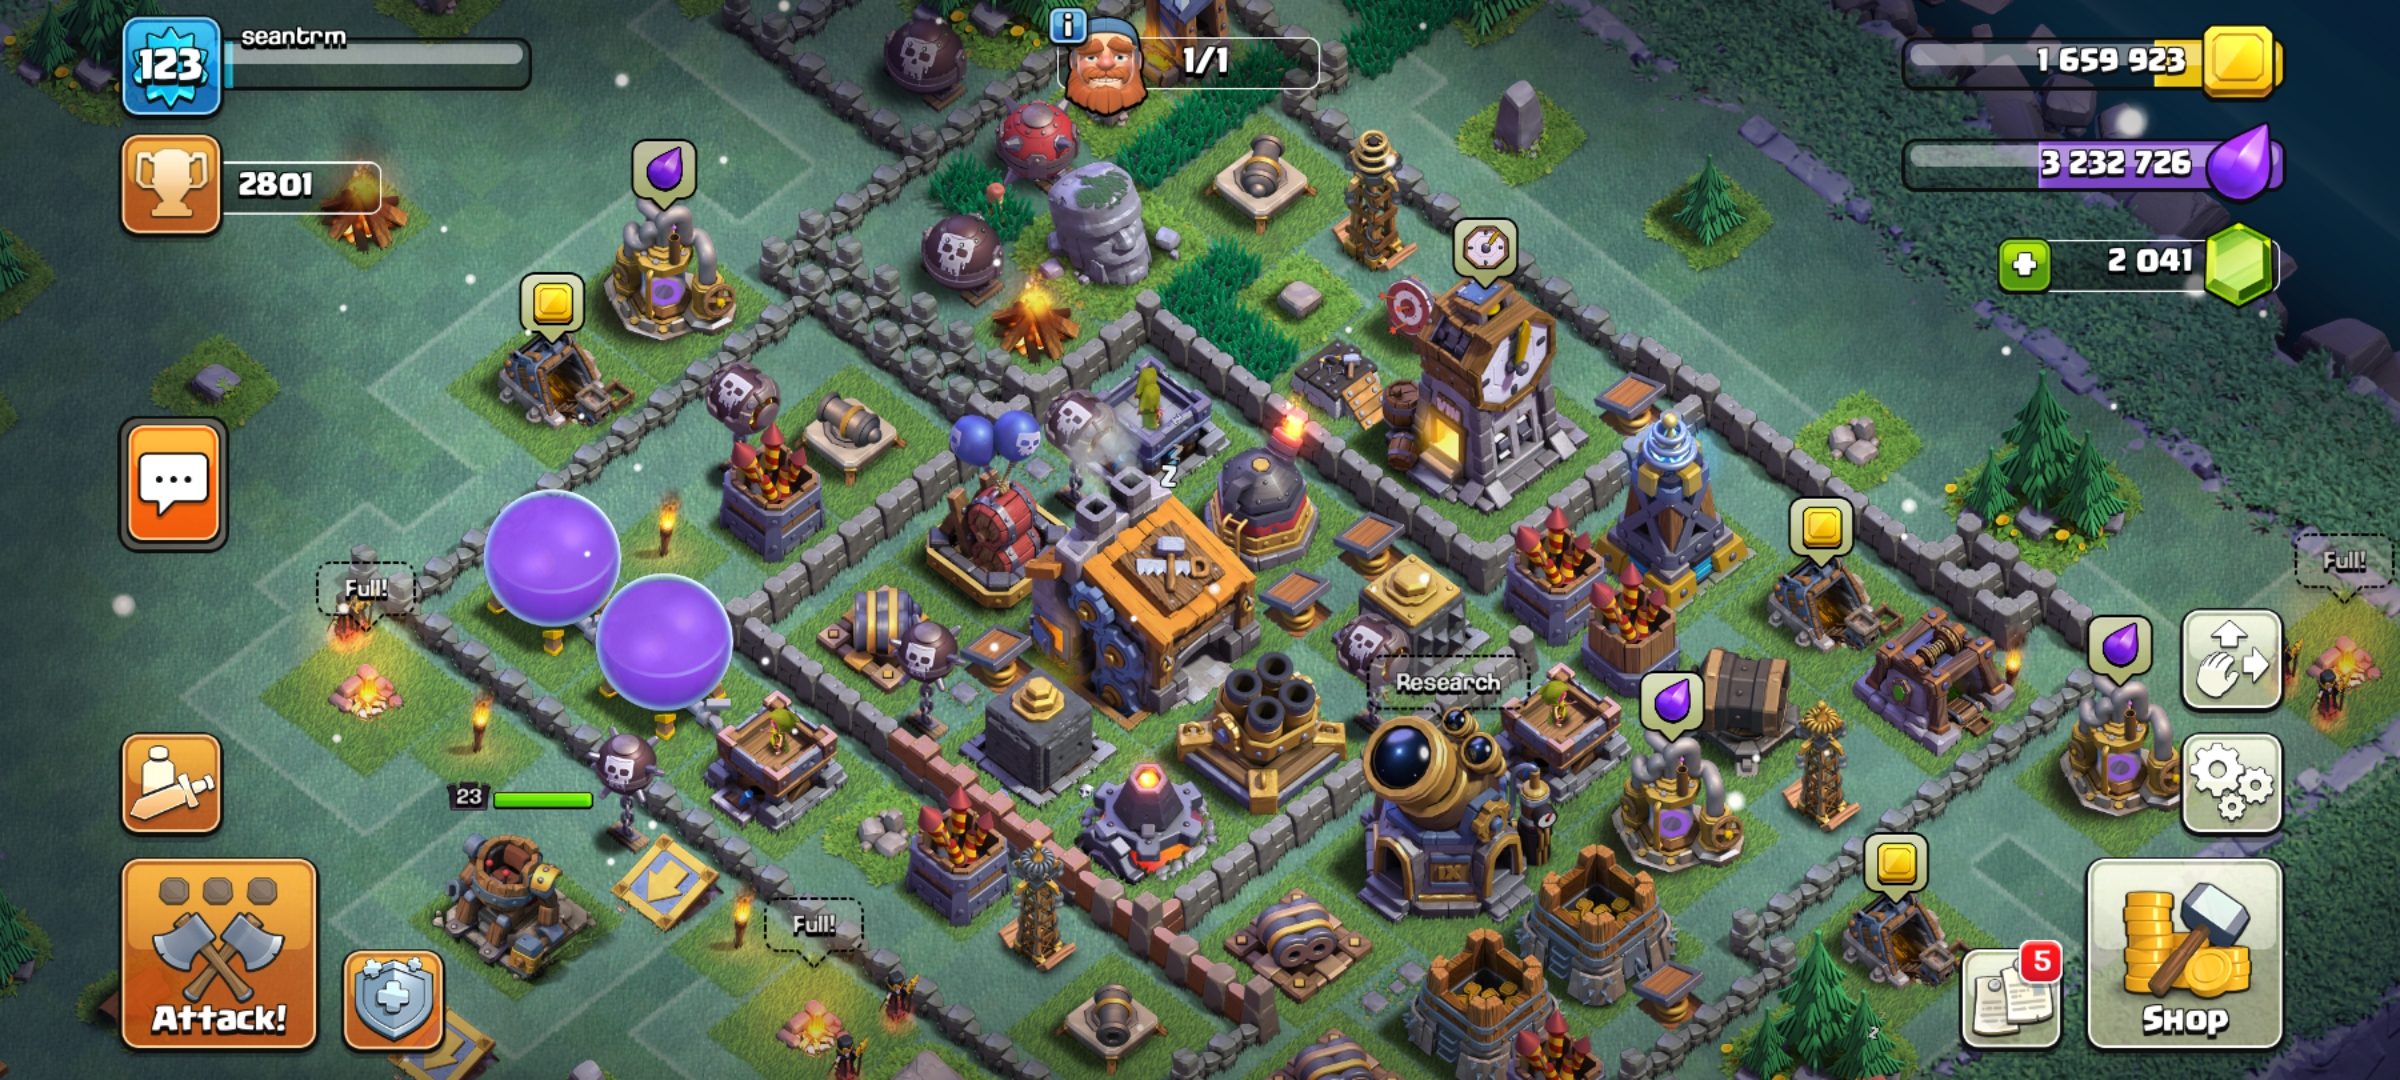 123
seantrm
1/1
1 659 923
2801
3 232 726
2 041
Z
Full!
Full!
Research
23
Full!
Attack!
5
Shop
z